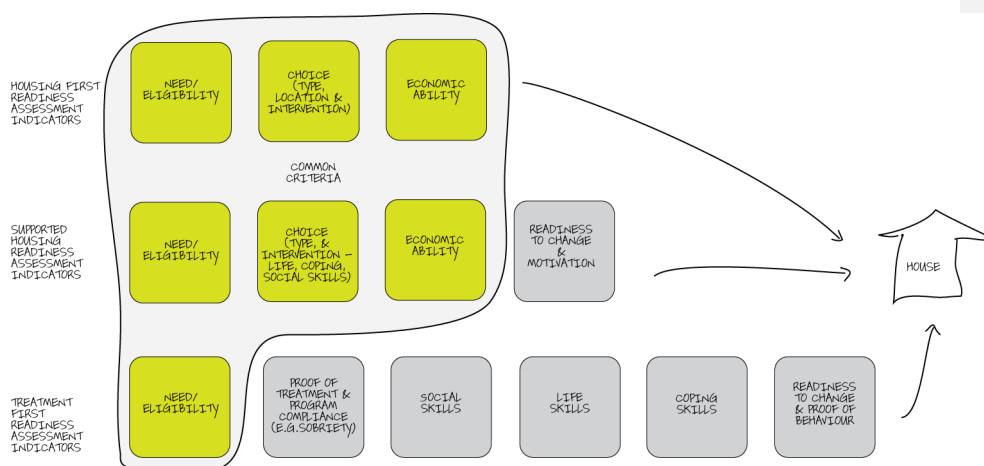 HOUSING FIRST
READINESS
ASSESSMENT
INDICATORS
NEED/
ELIGIBILITY
CHOICE
(TYPE,
LOCATION &
INTERVENTION)
ECONOMIC
ABILITY
COMMON
CRITERIA
SUPPORTED
HOUSING
READINESS
ASSESSMENT
INDICATORS
NEED/
ELIGIBILITY
CHOICE
(TYPE, &
INTERVENTION –
LIFE, COPING,
SOCIAL SKILLS)
ECONOMIC
ABILITY
READINESS
TO CHANGE
&
MOTIVATION
HOUSE
TREATMENT
FIRST
READINESS
ASSESSMENT
INDICATORS
NEED/
ELIGIBILITY
PROOF OF
TREATMENT &
PROGRAM
COMPLIANCE
(E.G.SOBRIETY)
SOCIAL
SKILLS
LIFE
SKILLS
COPING
SKILLS
READINESS
TO CHANGE
& PROOF OF
BEHAVIOUR